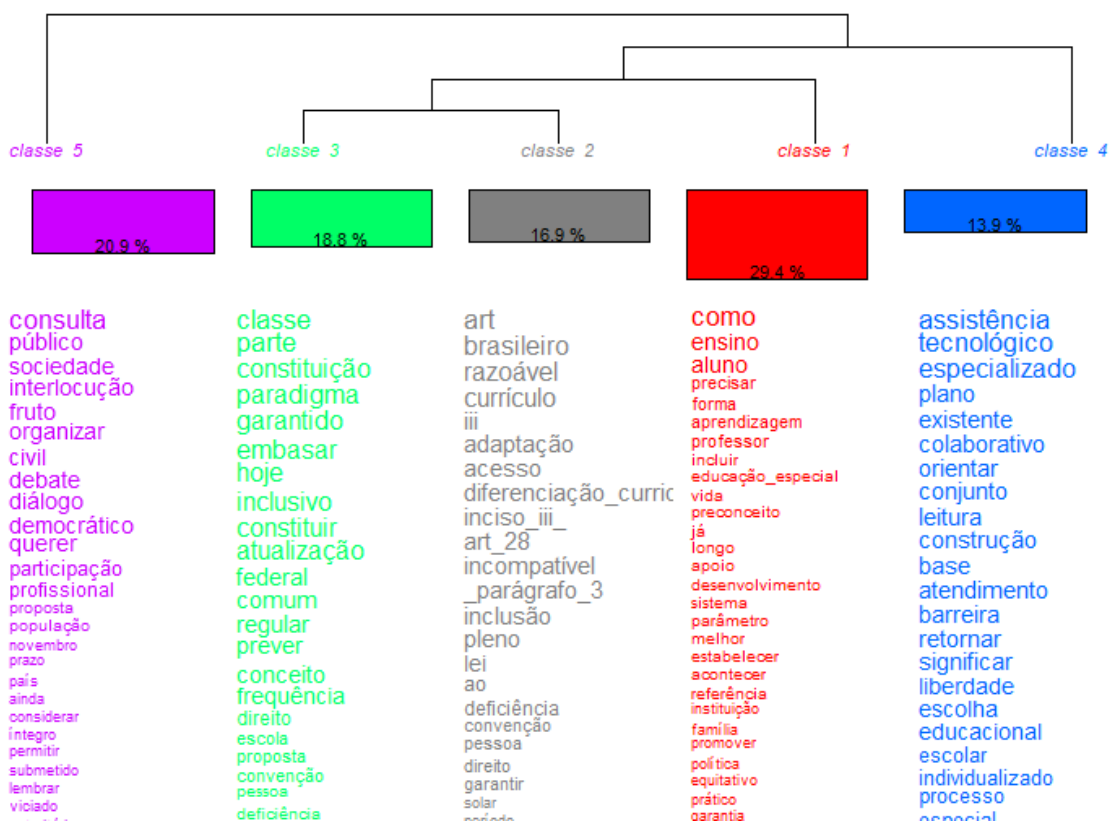 classe 5
classe 3
classe 2
classe 1
classe 4
20.9 %
18.8 %
16.9 %
29.4 %
13.9 %
consulta
público
sociedade
interlocução
fruto
organizar
civil
debate
diálogo
democrático
querer
participação
profissional
proposta
população
novembro
prazo
país
ainda
considerar
íntegro
permitir
submetido
lembrar
viciado
classe
parte
constituição
paradigma
garantido
embasar
hoje
inclusivo
constituir
atualização
federal
comum
regular
prever
conceito
frequência
direito
escola
proposta
convenção
pessoa
deficiência
art
brasileiro
razoável
currículo
iii
adaptação
acesso
diferenciação_curric
inciso_iii_
art_28
incompatível
_parágrafo_3
inclusão
pleno
lei
ao
deficiência
convenção
pessoa
direito
garantir
solar
período
como
ensino
aluno
precisar
forma
aprendizagem
professor
incluir
educação_especial
vida
preconceito
já
longo
apoio
desenvolvimento
sistema
parâmetro
melhor
estabelecer
acontecer
referência
instituição
família
promover
política
equitativo
prático
garantia
assistência
tecnológico
especializado
plano
existente
colaborativo
orientar
conjunto
leitura
construção
base
atendimento
barreira
retornar
significar
liberdade
escolha
educacional
escolar
individualizado
processo
especial